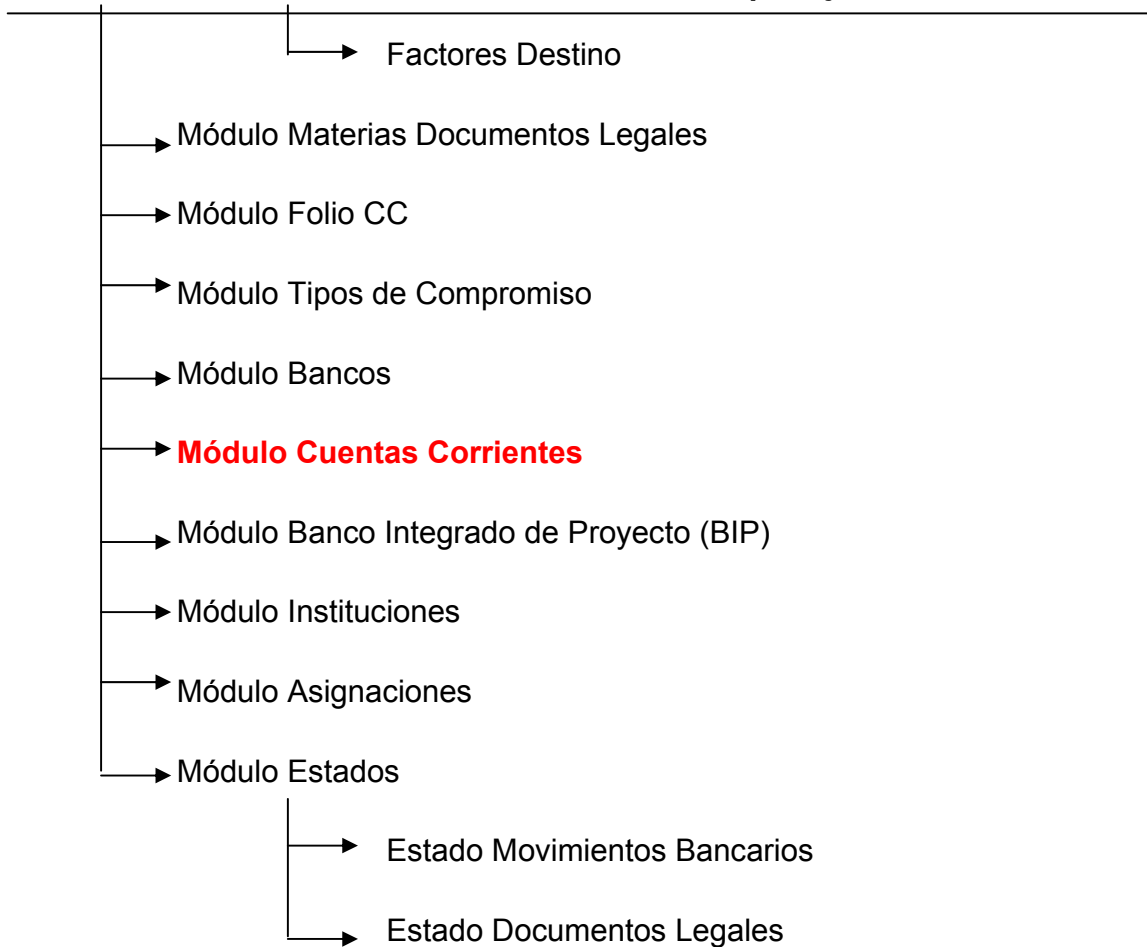 Factores Destino
Módulo Materias Documentos Legales
Módulo Folio CC
Módulo Tipos de Compromiso
Módulo Bancos
Módulo Cuentas Corrientes
Módulo Banco Integrado de Proyecto (BIP)
Módulo Instituciones
Módulo Asignaciones
Módulo Estados
Estado Movimientos Bancarios
Estado Documentos Legales